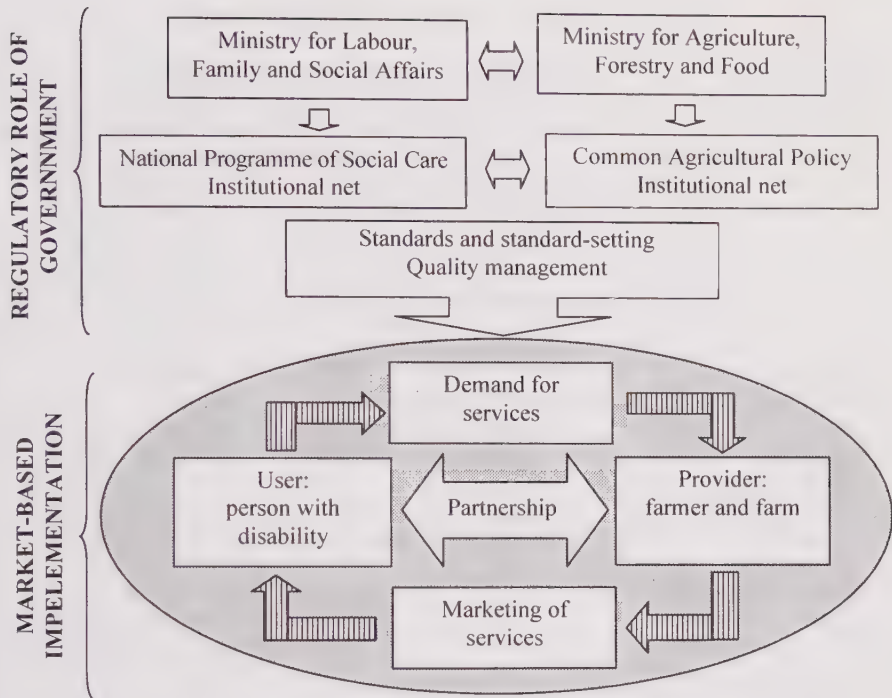 REGULATORY ROLE OF
GOVERNNMENT
Ministry for Labour,
Family and Social Affairs
Ministry for Agriculture,
Forestry and Food
National Programme of Social Care
Institutional net
Common Agricultural Policy
Institutional net
Standards and standard-setting
Quality management
MARKET-BASED
IMPELEMENTATION
Demand for
services
User:
person with
disability
Partnership
Provider:
farmer and farm
Marketing of
services